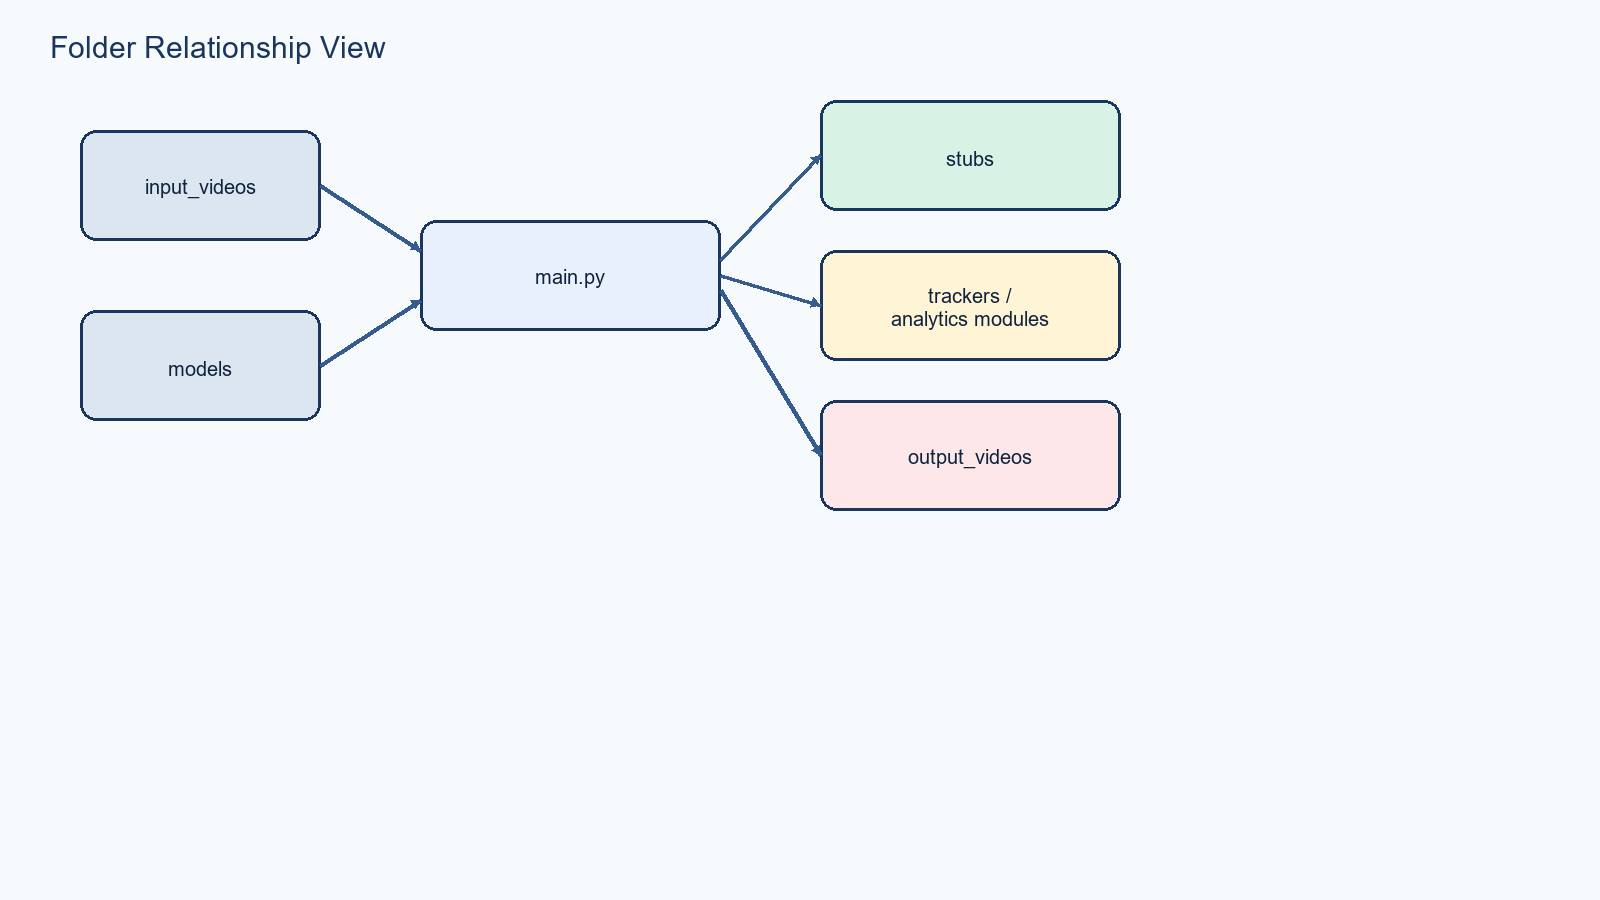 Folder Relationship View
input_videos
models
main.py
stubs
trackers /
analytics modules
output_videos